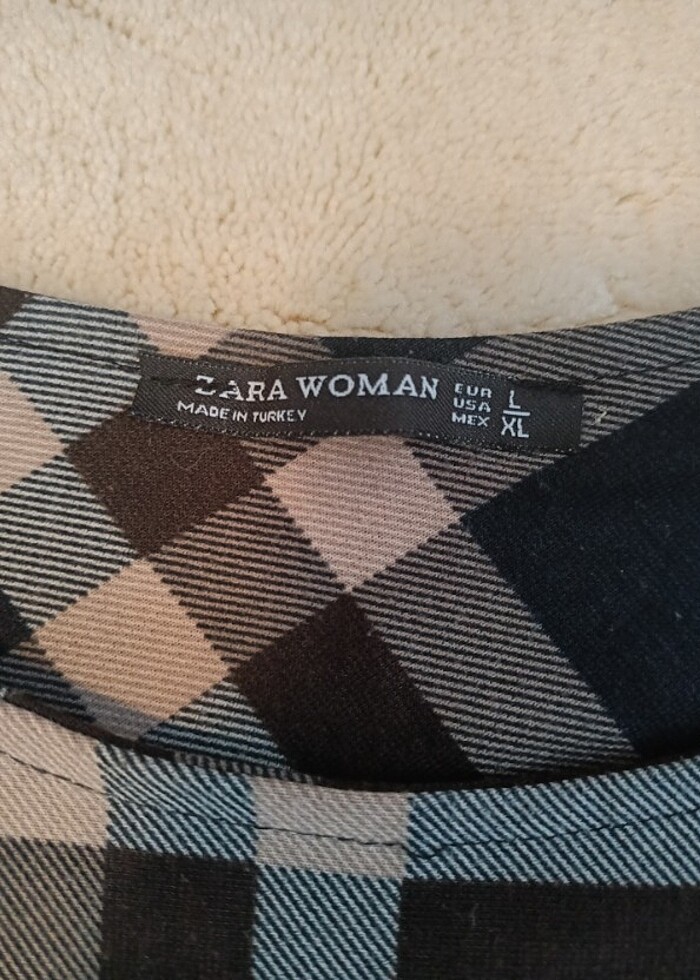 ZARA WOMAN
MADE IN TURKEY
EUR L
USA
MEX XL